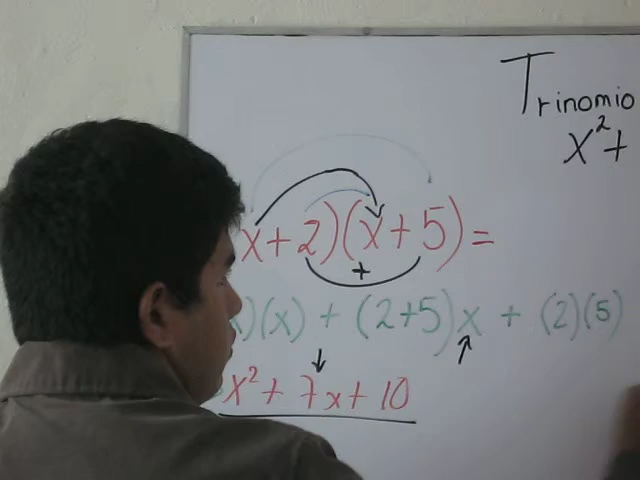 Trinomio
x² +
x + 2)(x + 5) =
+
)(x) + (2+5)x + (2)(5)
x² + 7x + 10